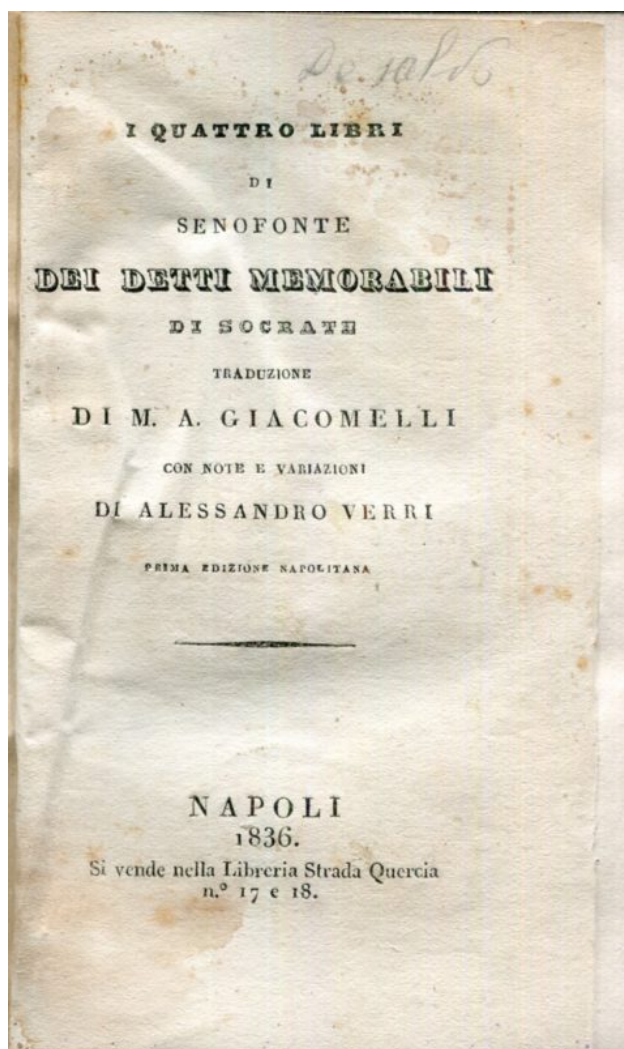 I QUATTRO LIBRI
DI
SENOFONTE
DEI DETTI MEMORABILI
DI SOCRATE
TRADUZIONE
DI M. A. GIACOMELLI
CON NOTE E VARIAZIONI
DI ALESSANDRO VERRI
PRIMA EDIZIONE NAPOLITANA
NAPOLI
1836.
Si vende nella Libreria Strada Quercia
n.° 17 e 18.